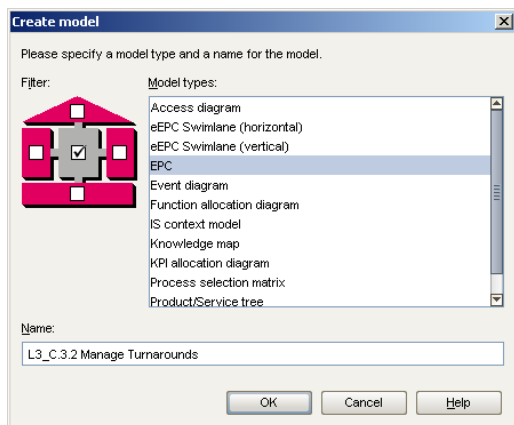 Create model
Please specify a model type and a name for the model.
Filter:
Model types:
Access diagram
eEPC Swimlane (horizontal)
eEPC Swimlane (vertical)
EPC
Event diagram
Function allocation diagram
IS context model
Knowledge map
KPI allocation diagram
Process selection matrix
Product/Service tree
Name:
L3_C.3.2 Manage Turnarounds
OK Cancel Help